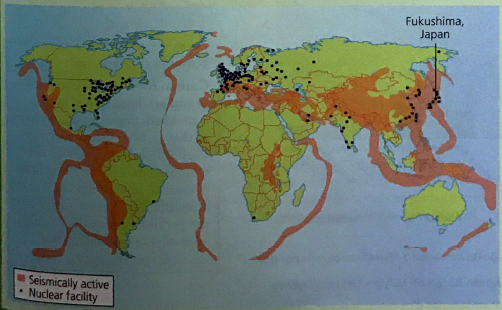 Fukushima,
Japan
Seismically active
Nuclear facility